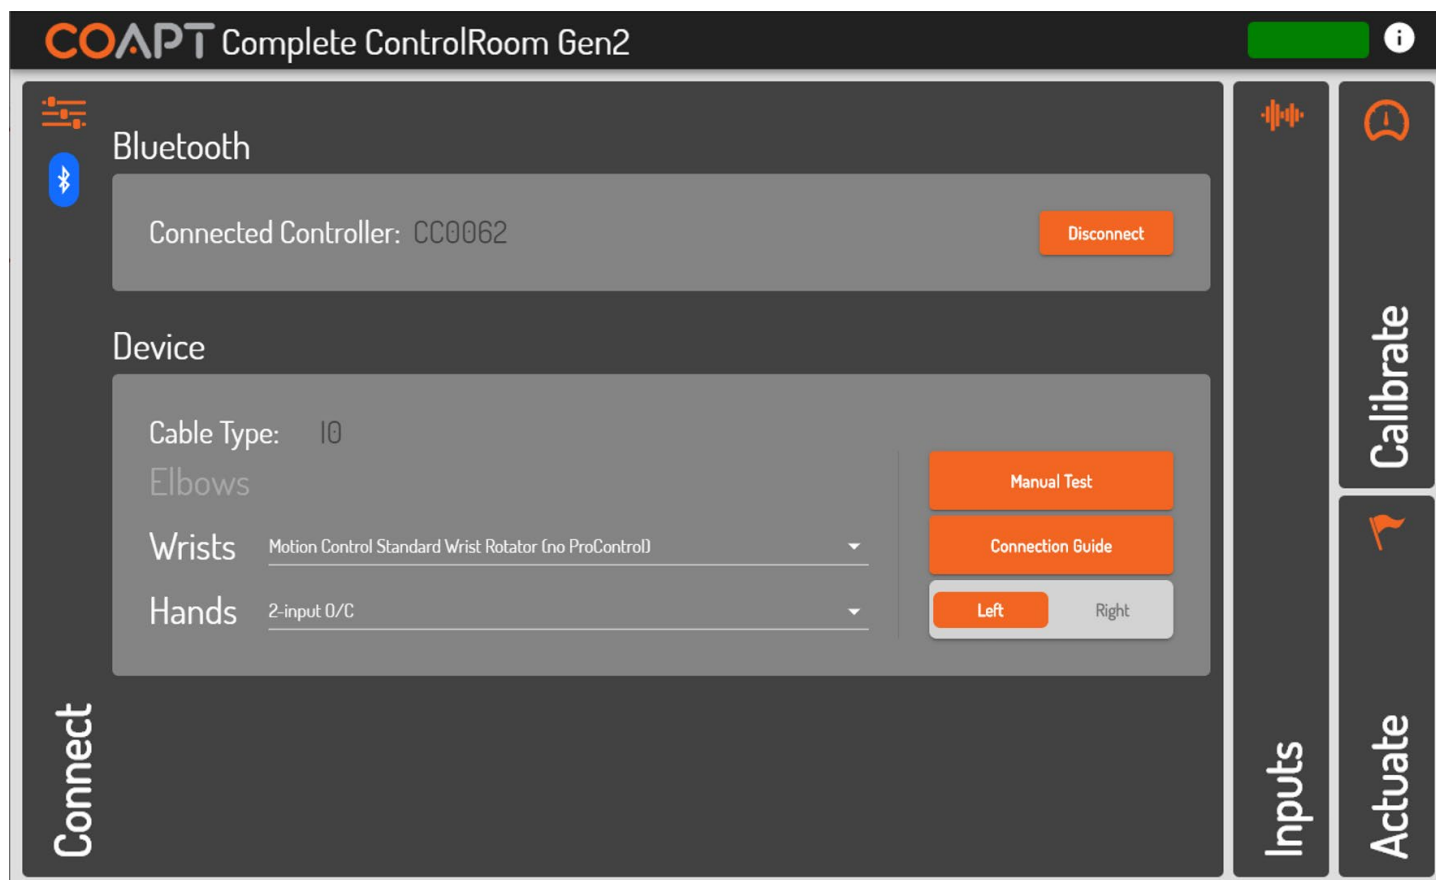 COAPT Complete ControlRoom Gen2
Bluetooth
Connected Controller: CC0062
Disconnect
Device
Cable Type: I0
Elbows
Manual Test
Wrists Motion Control Standard Wrist Rotator (no ProControl)
Connection Guide
Hands 2-input O/C
Left Right
Connect
Inputs
Calibrate
Actuate